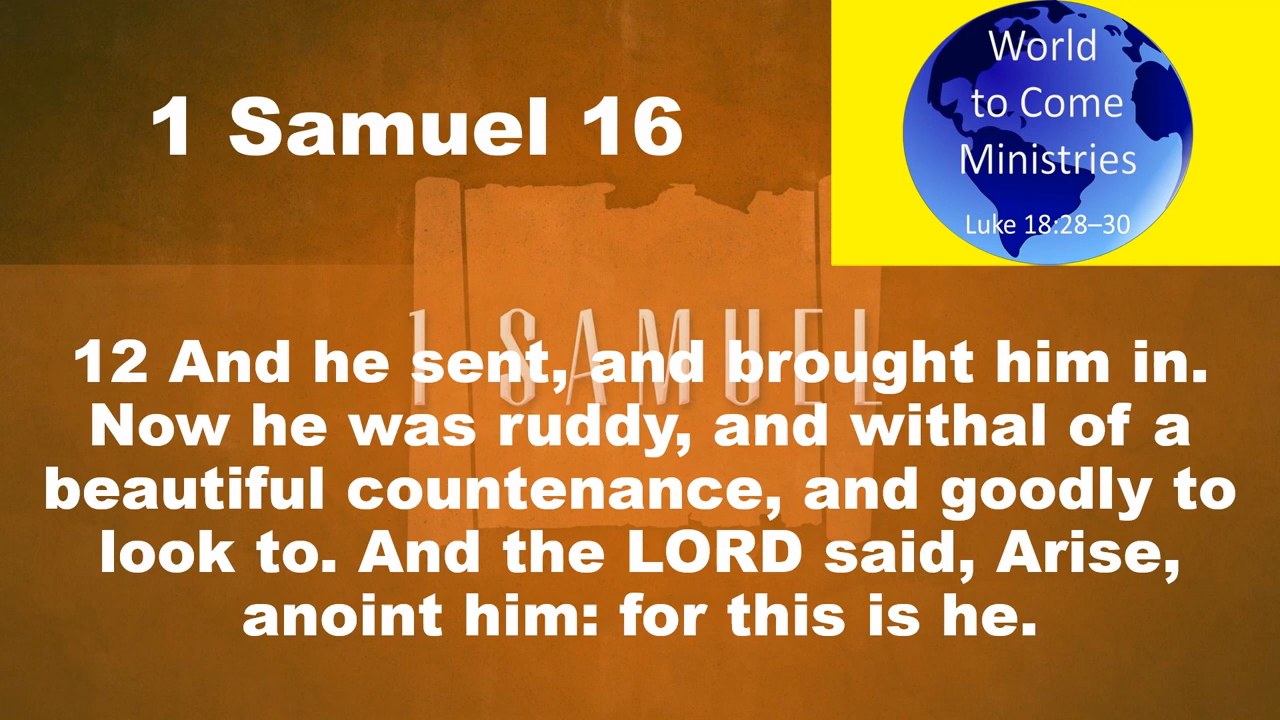 1 Samuel 16
World
to Come
Ministries
Luke 18:28–30
1 SAMUEL
12 And he sent, and brought him in.
Now he was ruddy, and withal of a
beautiful countenance, and goodly to
look to. And the LORD said, Arise,
anoint him: for this is he.